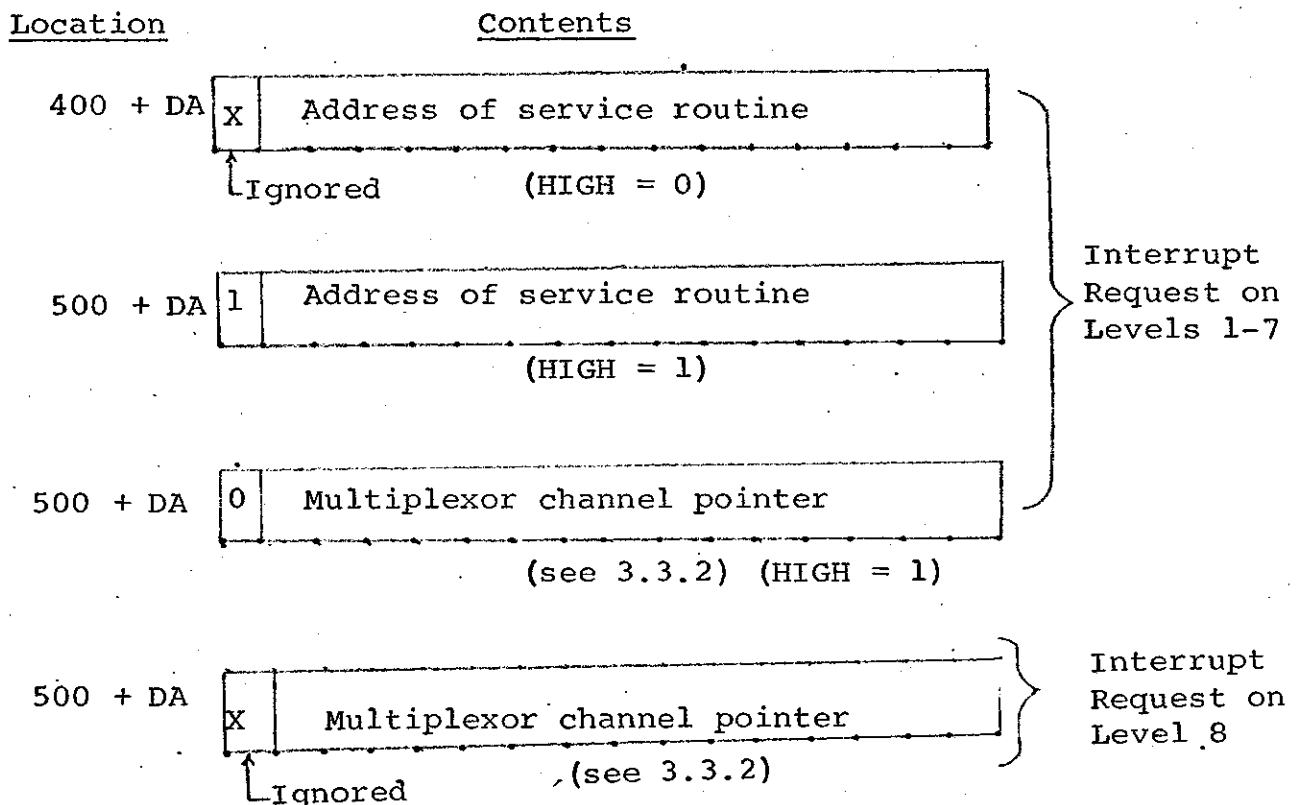 Location Contents
400 + DA X Address of service routine
Ignored (HIGH = 0)
500 + DA 1 Address of service routine
(HIGH = 1)
Interrupt
Request on
Levels 1-7
500 + DA 0 Multiplexor channel pointer
(see 3.3.2) (HIGH = 1)
500 + DA X Multiplexor channel pointer
Ignored (see 3.3.2)
Interrupt
Request on
Level 8